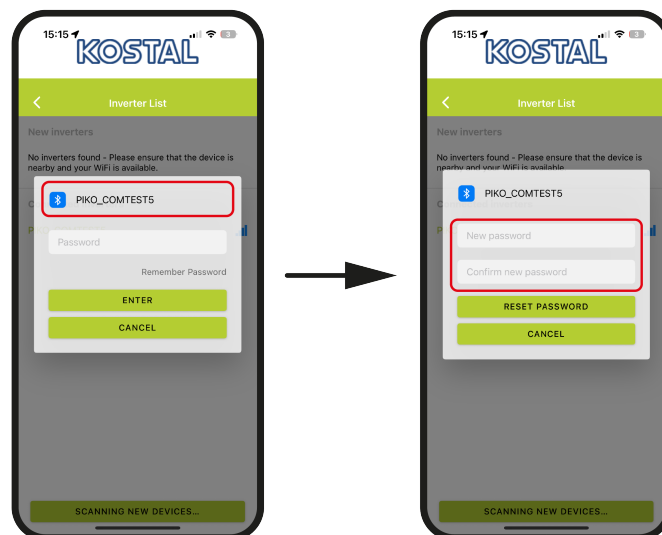 15:15
3
KOSTAL
Inverter List
New inverters
No inverters found - Please ensure that the device is
nearby and your WiFi is available.
PIKO_COMTEST5
Password
Remember Password
ENTER
CANCEL
SCANNING NEW DEVICES...
15:15
3
KOSTAL
Inverter List
New inverters
No inverters found - Please ensure that the device is
nearby and your WiFi is available.
PIKO_COMTEST5
New password
Confirm new password
RESET PASSWORD
CANCEL
SCANNING NEW DEVICES...